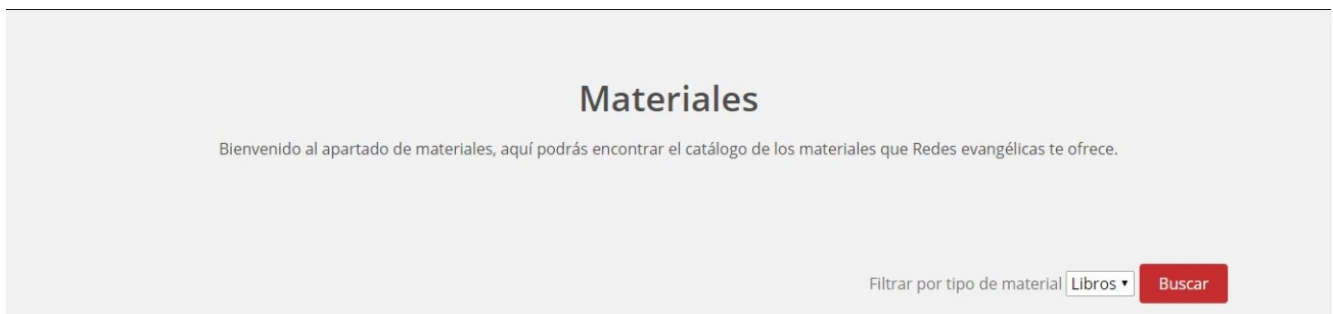 Materiales
Bienvenido al apartado de materiales, aquí podrás encontrar el catálogo de los materiales que Redes evangélicas te ofrece.
Filtrar por tipo de material Libros Buscar